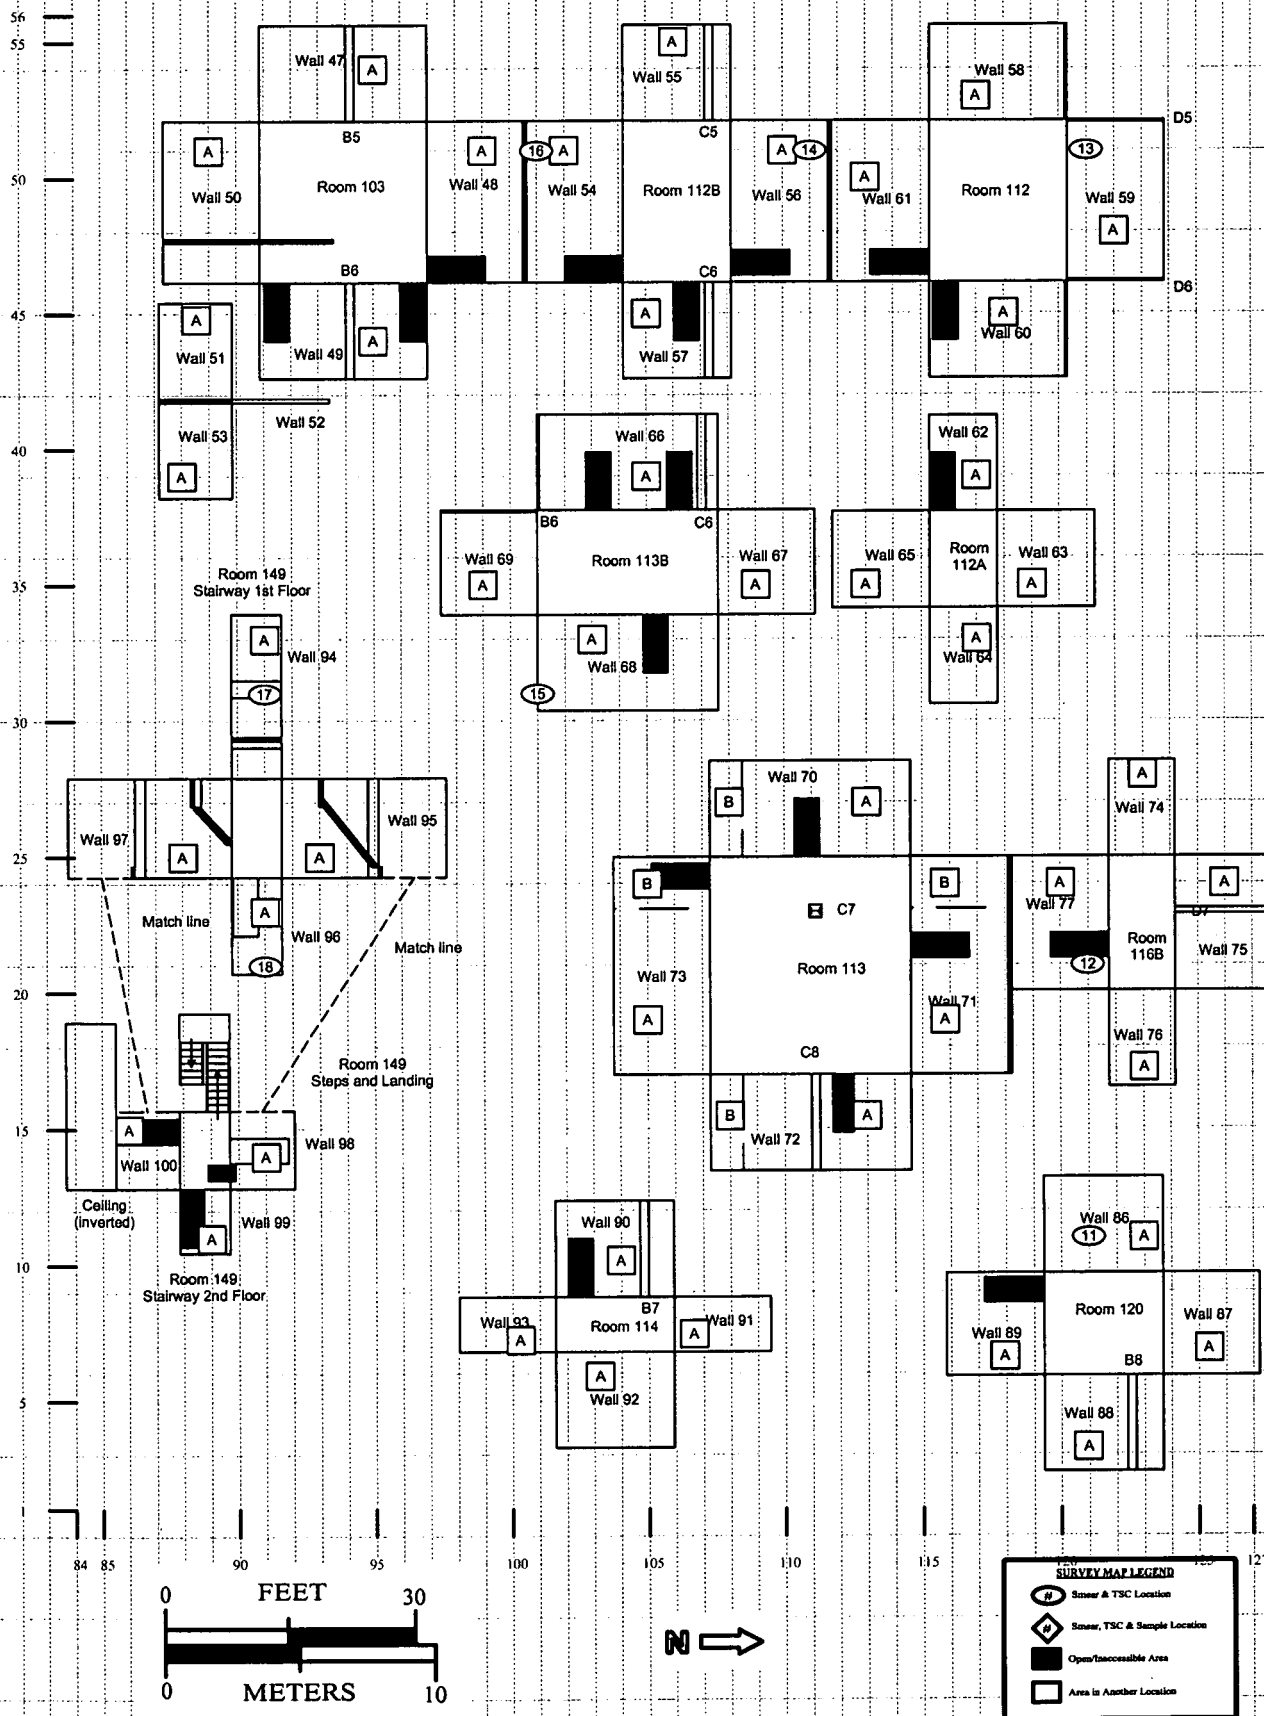 56
55
Wall 47
A
Wall 55
A
Wall 58
A
D5
B5
C5
A
A
16
A
A
14
A
13
50
Wall 50
Room 103
Wall 48
Wall 54
Room 112B
Wall 56
Wall 61
Room 112
Wall 59
A
B6
C6
D6
45
A
Wall 51
Wall 49
A
A
Wall 57
A
Wall 60
Wall 52
Wall 53
A
40
Wall 66
A
Wall 62
A
B6
C6
Wall 69
A
Room 113B
Wall 67
A
Wall 65
A
Room
112A
Wall 63
A
35
Room 149
Stairway 1st Floor
A
Wall 94
A
Wall 68
A
Wall 64
17
15
30
Wall 70
B
A
A
Wall 74
Wall 97
A
A
Wall 95
25
B
B
A
Wall 77
A
C7
D7
Match line
A
Wall 96
Match line
18
Wall 73
A
Room 113
Wall 71
A
12
Room
116B
Wall 75
20
C8
Wall 76
A
Room 149
Steps and Landing
15
A
Wall 100
A
Wall 98
B
Wall 72
A
Ceiling
(inverted)
A
Wall 99
Wall 90
A
Wall 86
11
A
10
Room 149
Stairway 2nd Floor
B7
Wall 93
A
Room 114
A
Wall 91
Room 120
Wall 87
A
Wall 89
A
B8
A
Wall 92
5
Wall 88
A
1
84 85 90 95 100 105 110 115 120 125
0 FEET 30
0 METERS 10
N
SURVEY MAP LEGEND
# Smear & TSC Location
# Smear, TSC & Sample Location
Open/Inaccessible Area
Area in Another Location